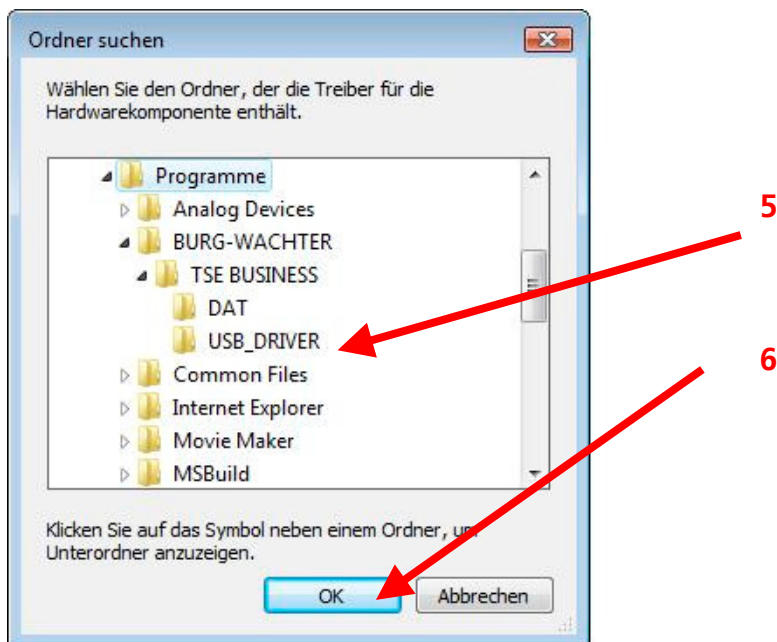 Ordner suchen
Wählen Sie den Ordner, der die Treiber für die
Hardwarekomponente enthält.
Programme
Analog Devices
BURG-WACHTER
TSE BUSINESS
DAT
USB_DRIVER
Common Files
Internet Explorer
Movie Maker
MSBuild
5
6
Klicken Sie auf das Symbol neben einem Ordner, um
Unterordner anzuzeigen.
OK
Abbrechen